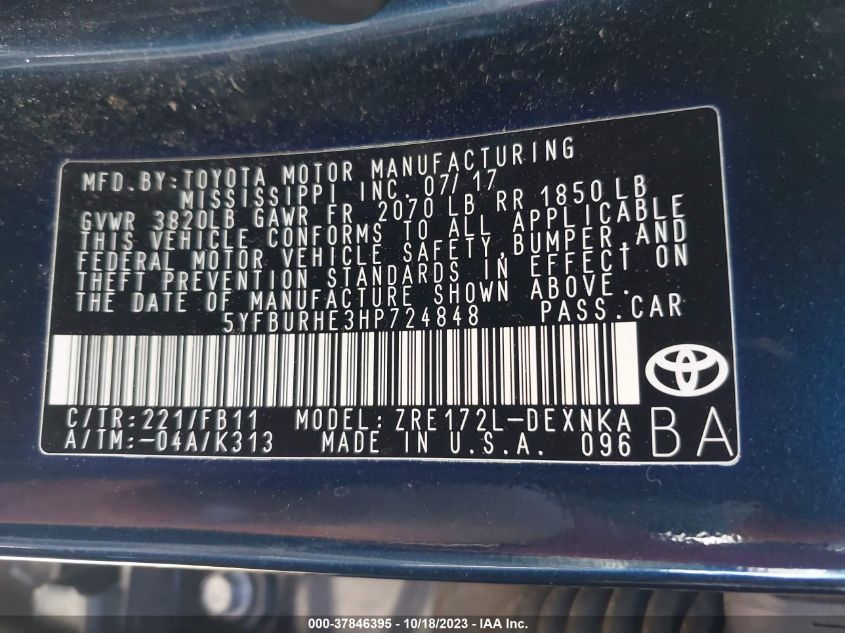 MFD.BY:TOYOTA MOTOR MANUFACTURING
MISSISSIPPI INC. 07/17
GVWR 3820LB GAWR FR 2070 LB RR 1850 LB
THIS VEHICLE CONFORMS TO ALL APPLICABLE
FEDERAL MOTOR VEHICLE SAFETY,BUMPER,AND
THEFT PREVENTION STANDARDS IN EFFECT ON
THE DATE OF MANUFACTURE SHOWN ABOVE.
5YFBURHE3HP724848 PASS.CAR
C/TR:221/FB11 MODEL:ZRE172L-DEXNKA
A/TM:-04A/K313 MADE IN U.S.A. 096
BA
000-37846395 - 10/18/2023 - IAA Inc.